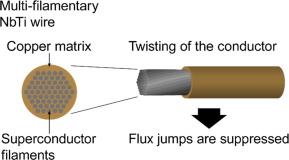 Multi-filamentary
NbTi wire
Copper matrix
Twisting of the conductor
Superconductor
filaments
Flux jumps are suppressed